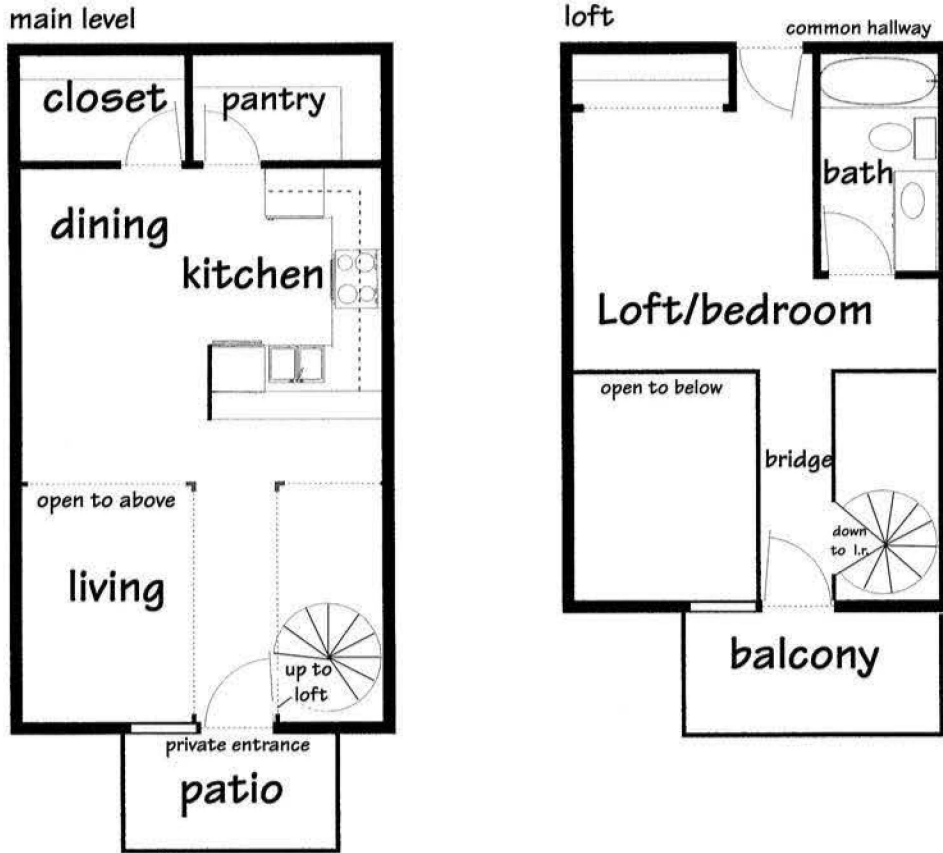 main level
closet
pantry
dining
kitchen
open to above
living
up to
loft
private entrance
patio
loft
common hallway
bath
Loft/bedroom
open to below
bridge
down
to l.r.
balcony